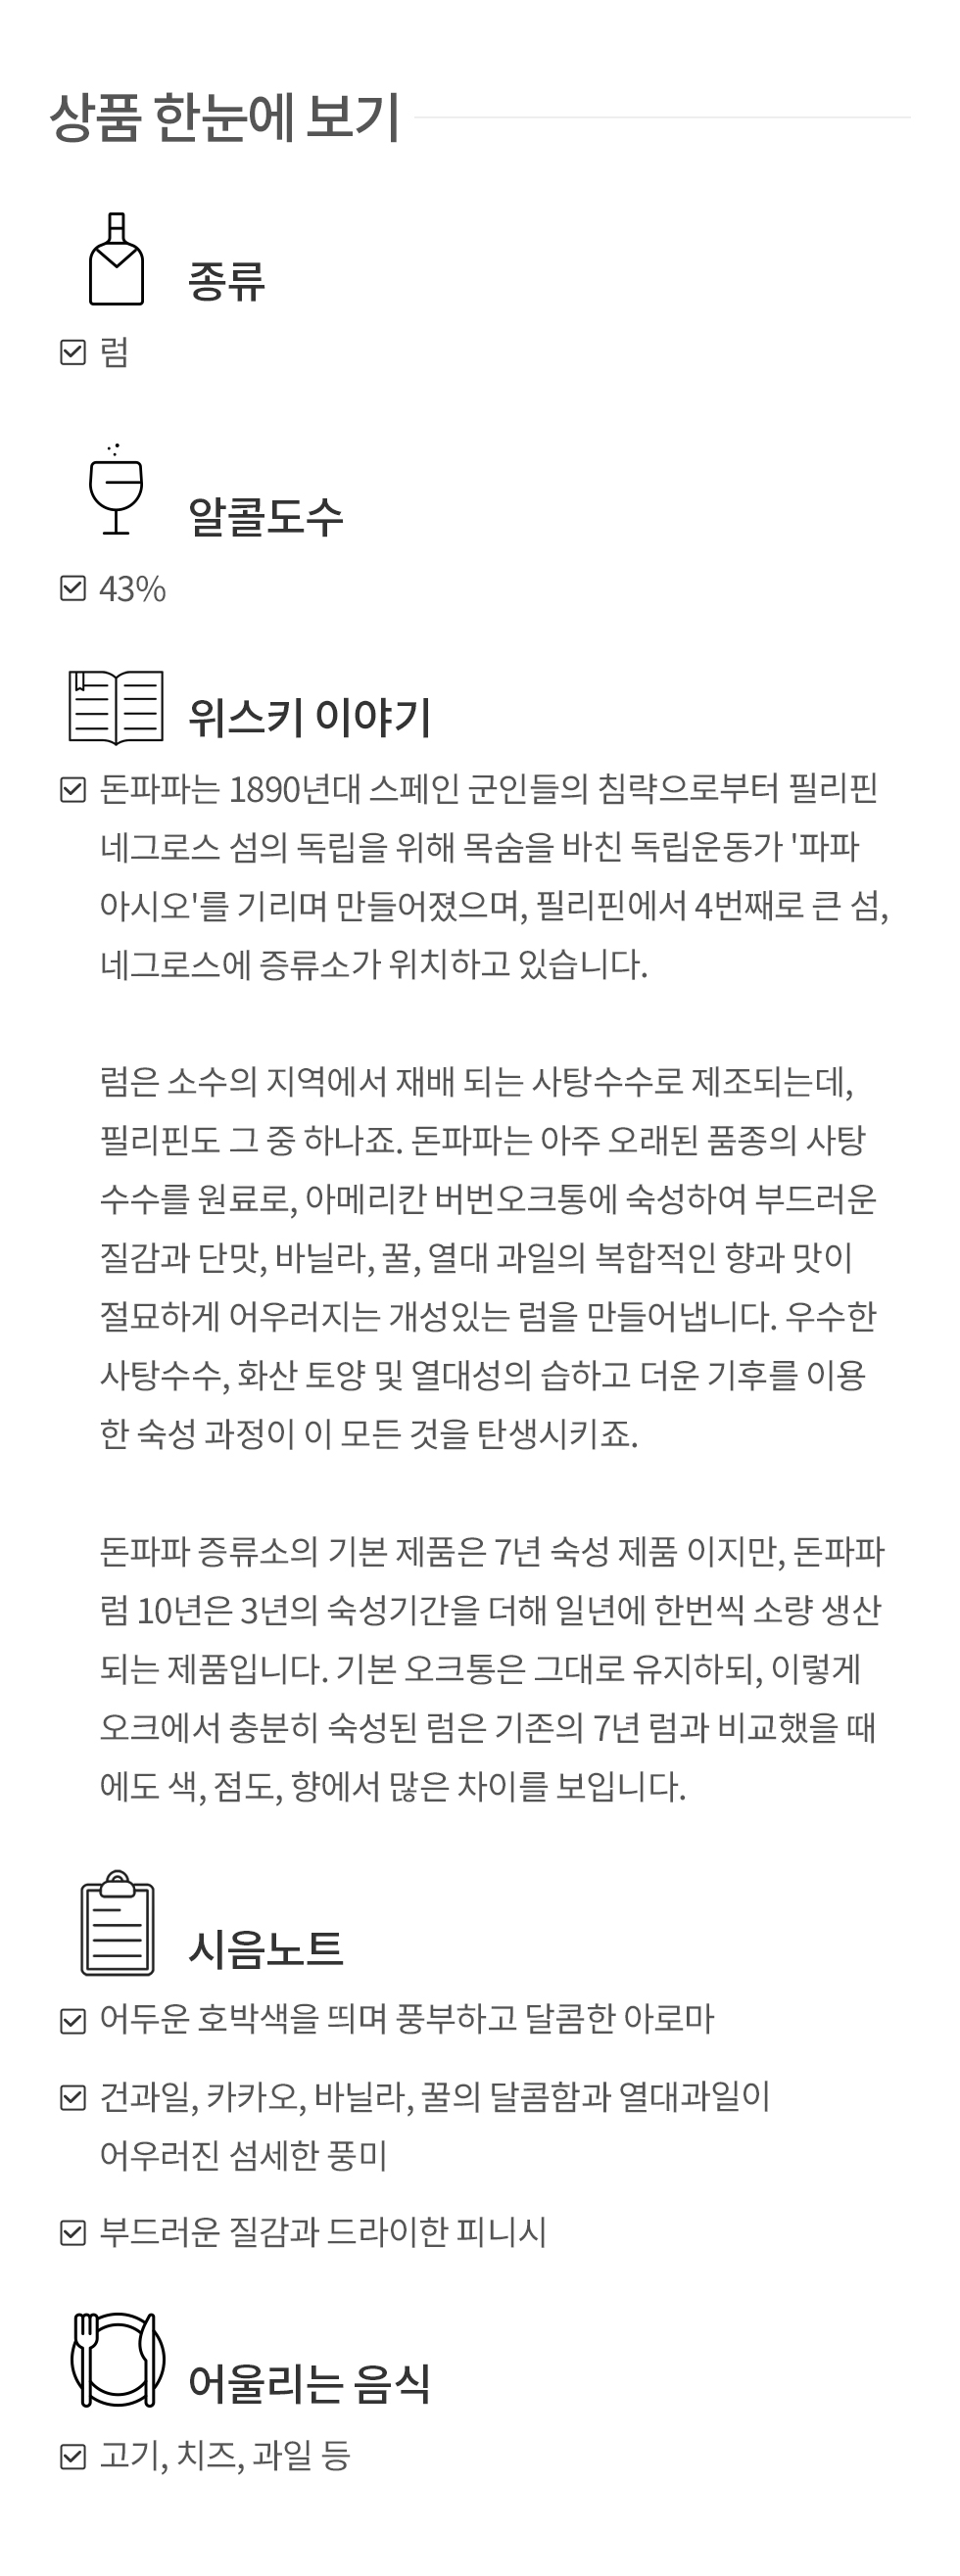 상품 한눈에 보기
종류
럼
알콜도수
43%
위스키 이야기
돈파파는 1890년대 스페인 군인들의 침략으로부터 필리핀
네그로스 섬의 독립을 위해 목숨을 바친 독립운동가 '파파
아시오'를 기리며 만들어졌으며, 필리핀에서 4번째로 큰 섬,
네그로스에 증류소가 위치하고 있습니다.
럼은 소수의 지역에서 재배 되는 사탕수수로 제조되는데,
필리핀도 그 중 하나죠. 돈파파는 아주 오래된 품종의 사탕
수수를 원료로, 아메리칸 버번오크통에 숙성하여 부드러운
질감과 단맛, 바닐라, 꿀, 열대 과일의 복합적인 향과 맛이
절묘하게 어우러지는 개성있는 럼을 만들어냅니다. 우수한
사탕수수, 화산 토양 및 열대성의 습하고 더운 기후를 이용
한 숙성 과정이 이 모든 것을 탄생시키죠.
돈파파 증류소의 기본 제품은 7년 숙성 제품 이지만, 돈파파
럼 10년은 3년의 숙성기간을 더해 일년에 한번씩 소량 생산
되는 제품입니다. 기본 오크통은 그대로 유지하되, 이렇게
오크에서 충분히 숙성된 럼은 기존의 7년 럼과 비교했을 때
에도 색, 점도, 향에서 많은 차이를 보입니다.
시음노트
어두운 호박색을 띄며 풍부하고 달콤한 아로마
건과일, 카카오, 바닐라, 꿀의 달콤함과 열대과일이
어우러진 섬세한 풍미
부드러운 질감과 드라이한 피니시
어울리는 음식
고기, 치즈, 과일 등